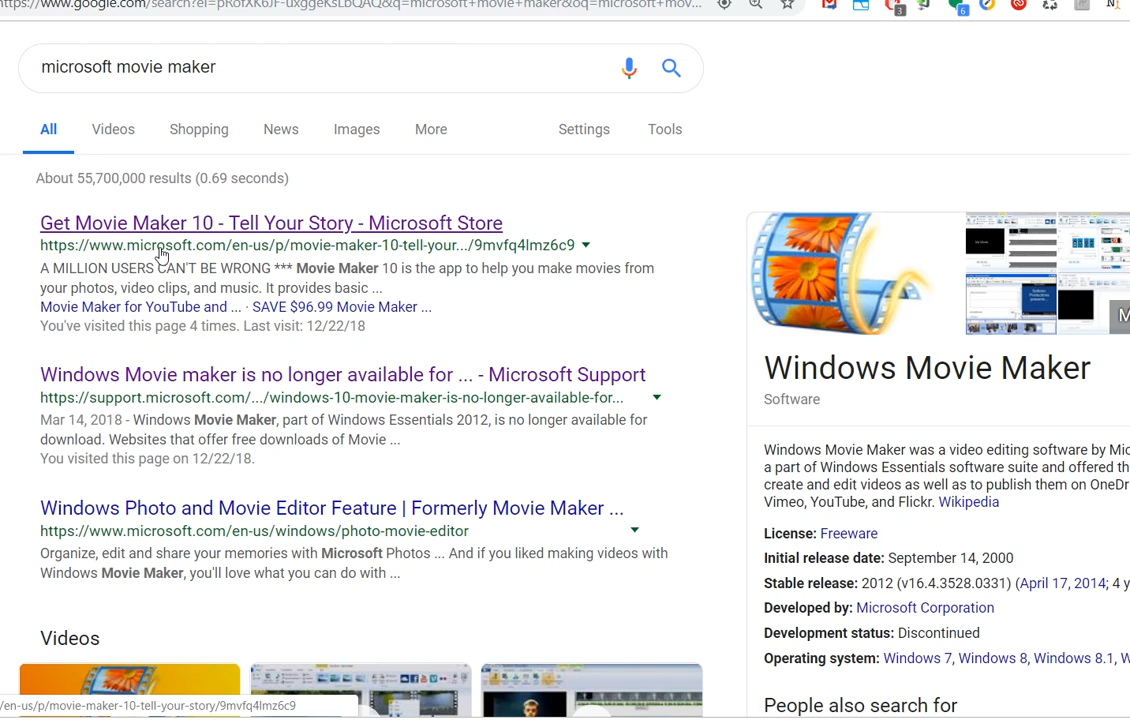 https://www.google.com/search?ei=pRofXK6JF-uxggeKsLbQAQ&q=microsoft+movie+maker&oq=microsoft+mov...
3
6
microsoft movie maker
All Videos Shopping News Images More Settings Tools
About 55,700,000 results (0.69 seconds)
Get Movie Maker 10 - Tell Your Story - Microsoft Store
https://www.microsoft.com/en-us/p/movie-maker-10-tell-your.../9mvfq4lmz6c9
A MILLION USERS CAN'T BE WRONG *** Movie Maker 10 is the app to help you make movies from
your photos, video clips, and music. It provides basic ...
Movie Maker for YouTube and ... · SAVE $96.99 Movie Maker ...
You've visited this page 4 times. Last visit: 12/22/18
Windows Movie maker is no longer available for ... - Microsoft Support
https://support.microsoft.com/.../windows-10-movie-maker-is-no-longer-available-for...
Mar 14, 2018 - Windows Movie Maker, part of Windows Essentials 2012, is no longer available for
download. Websites that offer free downloads of Movie ...
You visited this page on 12/22/18.
Windows Photo and Movie Editor Feature | Formerly Movie Maker ...
https://www.microsoft.com/en-us/windows/photo-movie-editor
Organize, edit and share your memories with Microsoft Photos ... And if you liked making videos with
Windows Movie Maker, you'll love what you can do with ...
Videos
/en-us/p/movie-maker-10-tell-your-story/9mvfq4lmz6c9
M
Windows Movie Maker
Software
Windows Movie Maker was a video editing software by Mic
a part of Windows Essentials software suite and offered th
create and edit videos as well as to publish them on OneDr
Vimeo, YouTube, and Flickr. Wikipedia
License: Freeware
Initial release date: September 14, 2000
Stable release: 2012 (v16.4.3528.0331) (April 17, 2014; 4 y
Developed by: Microsoft Corporation
Development status: Discontinued
Operating system: Windows 7, Windows 8, Windows 8.1, W
People also search for